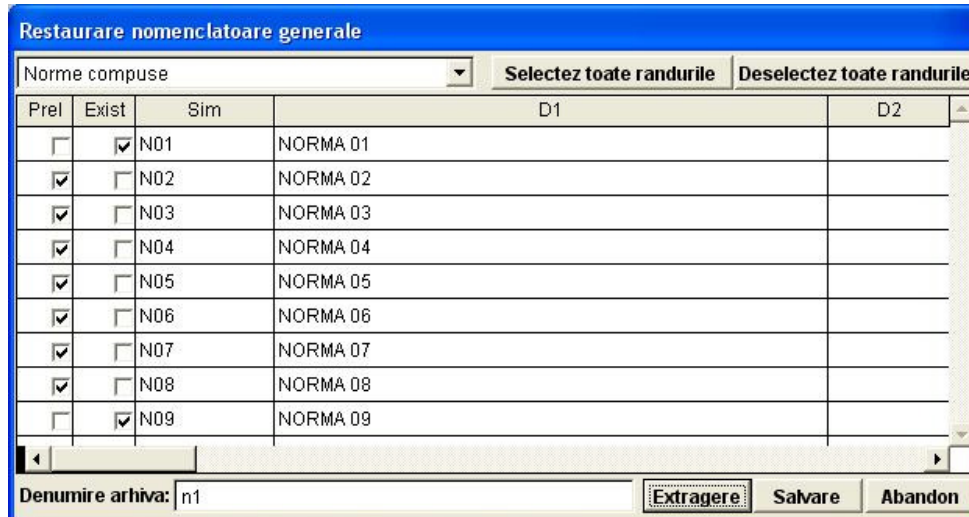 Restaurare nomenclatoare generale
Norme compuse Selectez toate randurile Deselectez toate randurile
Prel Exist Sim D1 D2
N01 NORMA 01
N02 NORMA 02
N03 NORMA 03
N04 NORMA 04
N05 NORMA 05
N06 NORMA 06
N07 NORMA 07
N08 NORMA 08
N09 NORMA 09
Denumire arhiva: n1 Extragere Salvare Abandon